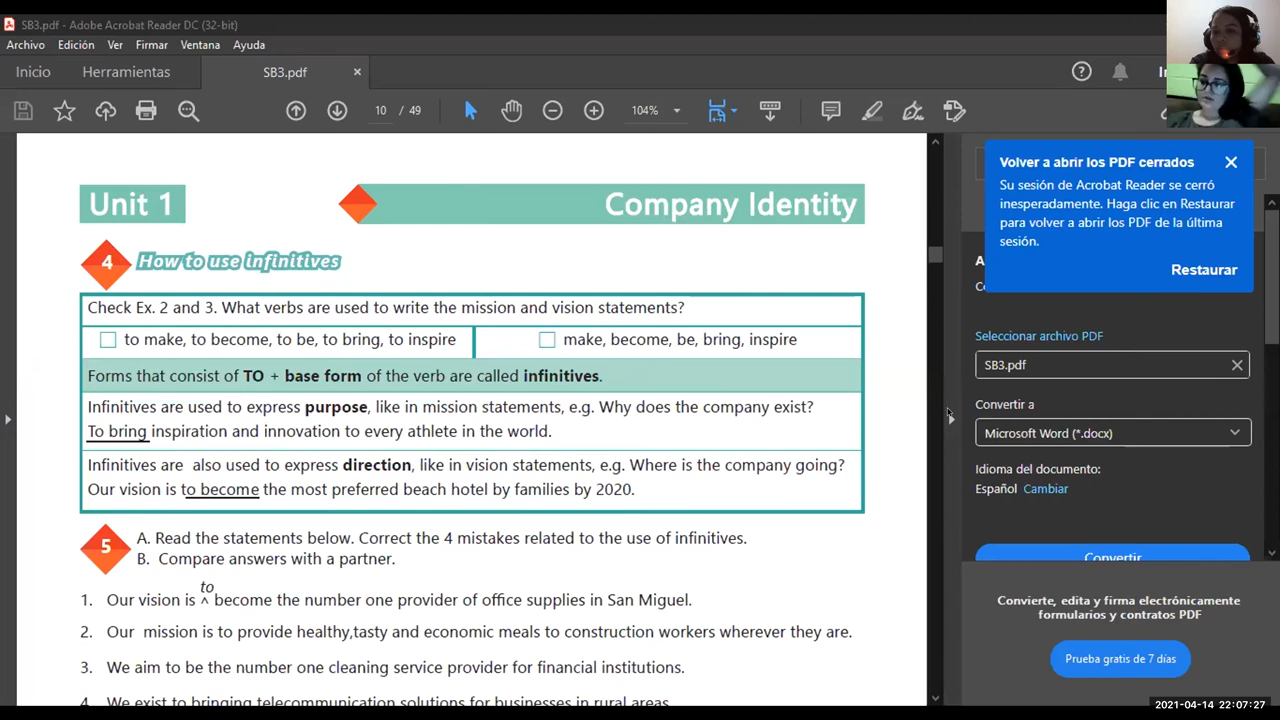 SB3.pdf - Adobe Acrobat Reader DC (32-bit)
Archivo Edición Ver Firmar Ventana Ayuda
Inicio Herramientas SB3.pdf
10 / 49 104%
Unit 1 Company Identity
4 How to use infinitives
Check Ex. 2 and 3. What verbs are used to write the mission and vision statements?
to make, to become, to be, to bring, to inspire make, become, be, bring, inspire
Forms that consist of TO + base form of the verb are called infinitives.
Infinitives are used to express purpose, like in mission statements, e.g. Why does the company exist?
To bring inspiration and innovation to every athlete in the world.
Infinitives are also used to express direction, like in vision statements, e.g. Where is the company going?
Our vision is to become the most preferred beach hotel by families by 2020.
5 A. Read the statements below. Correct the 4 mistakes related to the use of infinitives.
B. Compare answers with a partner.
to
1. Our vision is ^ become the number one provider of office supplies in San Miguel.
2. Our mission is to provide healthy,tasty and economic meals to construction workers wherever they are.
3. We aim to be the number one cleaning service provider for financial institutions.
4. We exist to bringing telecommunication solutions for businesses in rural areas.
Volver a abrir los PDF cerrados
Su sesión de Acrobat Reader se cerró
inesperadamente. Haga clic en Restaurar
para volver a abrir los PDF de la última
sesión.
Restaurar
Seleccionar archivo PDF
SB3.pdf
Convertir a
Microsoft Word (*.docx)
Idioma del documento:
Español Cambiar
Convertir
Convierte, edita y firma electrónicamente
formularios y contratos PDF
Prueba gratis de 7 días
2021-04-14 22:07:27